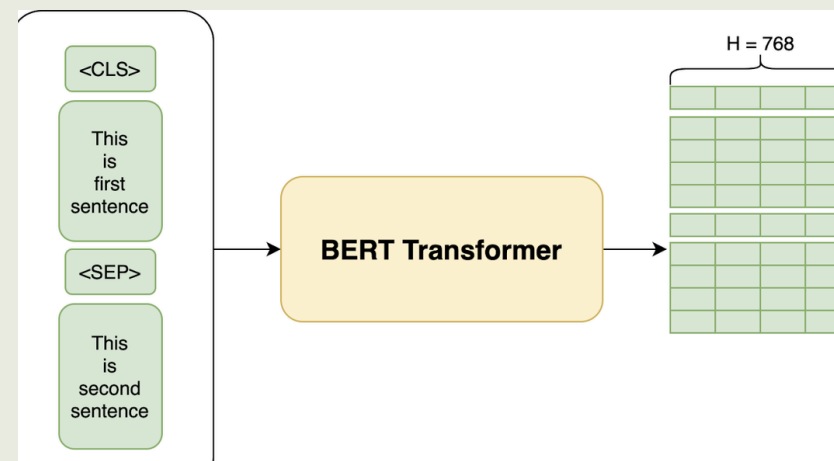 <CLS>
This
is
first
sentence
<SEP>
This
is
second
sentence
BERT Transformer
H = 768